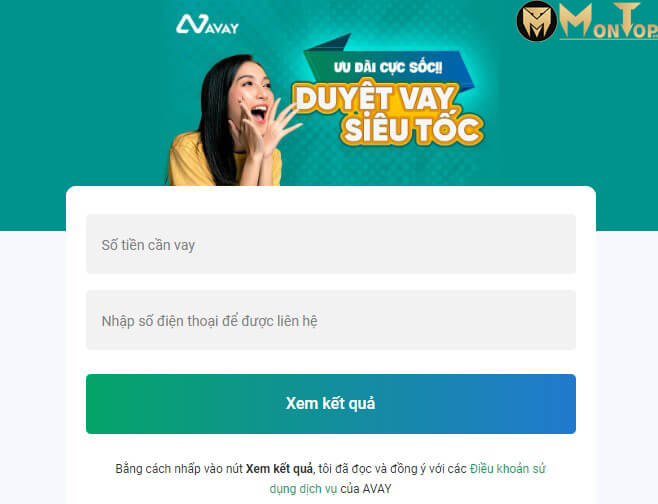 AVAY
MONTOP
ƯU ĐÃI CỰC SỐC!!
DUYỆT VAY
SIÊU TỐC
Số tiền cần vay
Nhập số điện thoại để được liên hệ
Xem kết quả
Bằng cách nhấp vào nút Xem kết quả, tôi đã đọc và đồng ý với các Điều khoản sử
dụng dịch vụ của AVAY